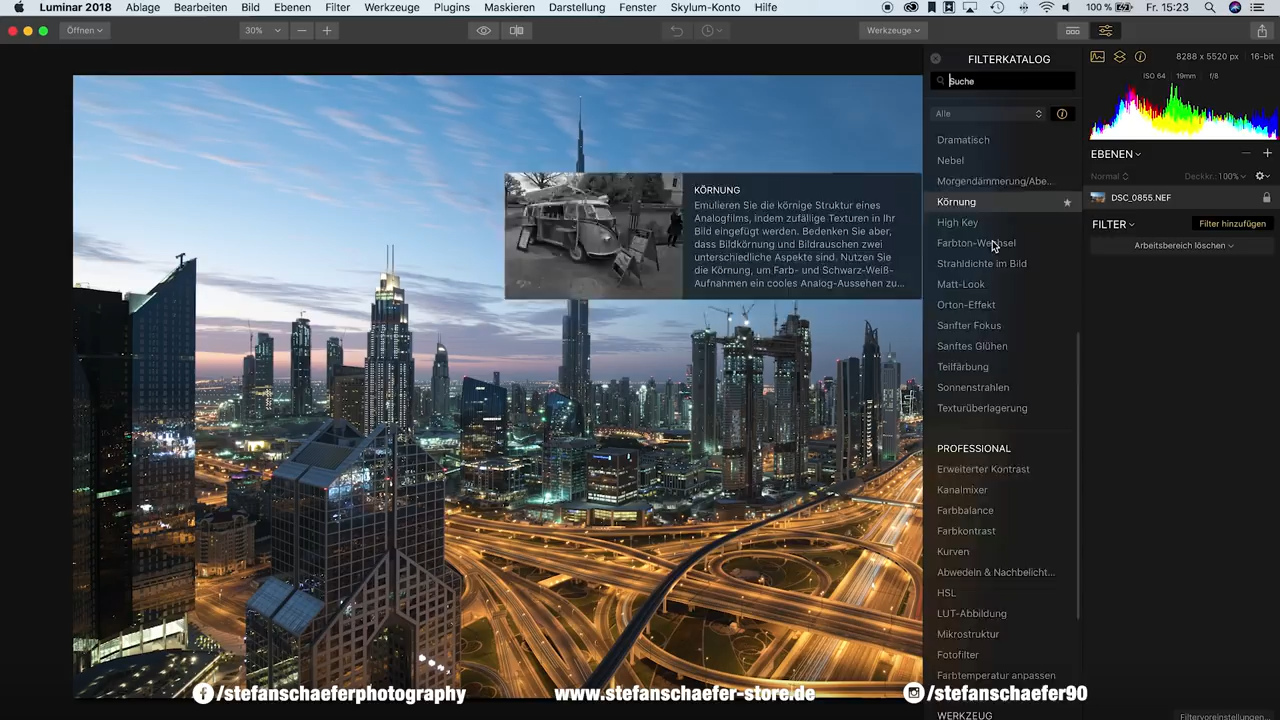 Luminar 2018 Ablage Bearbeiten Bild Ebenen Filter Werkzeuge Plugins Maskieren Darstellung Fenster Skylum-Konto Hilfe 100 % Fr. 15:23
Öffnen 30% Werkzeuge
FILTERKATALOG
Suche
Alle
Dramatisch
Nebel
Morgendämmerung/Abe...
Körnung
High Key
Farbton-Wechsel
Strahldichte im Bild
Matt-Look
Orton-Effekt
Sanfter Fokus
Sanftes Glühen
Teilfärbung
Sonnenstrahlen
Texturüberlagerung
PROFESSIONAL
Erweiterter Kontrast
Kanalmixer
Farbbalance
Farbkontrast
Kurven
Abwedeln & Nachbelicht...
HSL
LUT-Abbildung
Mikrostruktur
Fotofilter
Farbtemperatur anpassen
WERKZEUG
KÖRNUNG
Emulieren Sie die körnige Struktur eines
Analogfilms, indem zufällige Texturen in Ihr
Bild eingefügt werden. Bedenken Sie aber,
dass Bildkörnung und Bildrauschen zwei
unterschiedliche Aspekte sind. Nutzen Sie
die Körnung, um Farb- und Schwarz-Weiß-
Aufnahmen ein cooles Analog-Aussehen zu...
8288 x 5520 px 16-bit
ISO 64 19mm f/8
EBENEN
Normal Deckkr.: 100%
DSC_0855.NEF
FILTER Filter hinzufügen
Arbeitsbereich löschen
Filtervoreinstellungen...
/stefanschaeferphotography www.stefanschaefer-store.de /stefanschaefer90